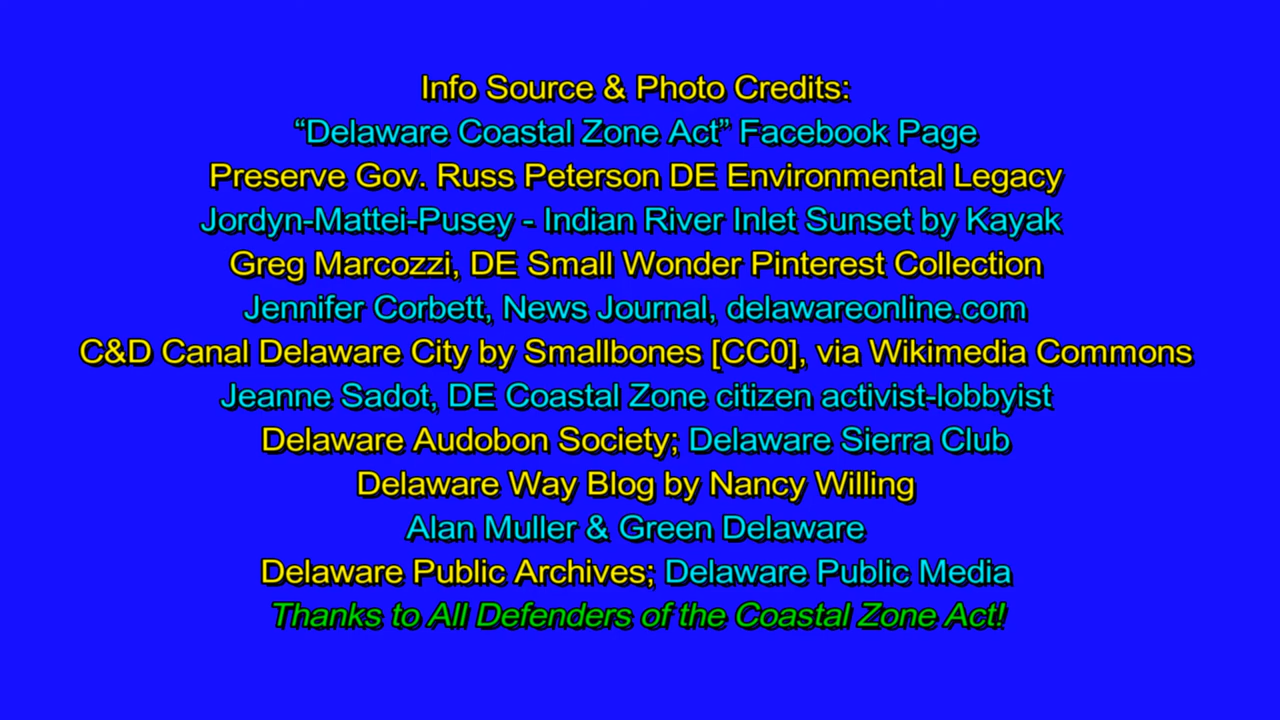 Info Source & Photo Credits:
“Delaware Coastal Zone Act” Facebook Page
Preserve Gov. Russ Peterson DE Environmental Legacy
Jordyn-Mattei-Pusey - Indian River Inlet Sunset by Kayak
Greg Marcozzi, DE Small Wonder Pinterest Collection
Jennifer Corbett, News Journal, delawareonline.com
C&D Canal Delaware City by Smallbones [CC0], via Wikimedia Commons
Jeanne Sadot, DE Coastal Zone citizen activist-lobbyist
Delaware Audobon Society; Delaware Sierra Club
Delaware Way Blog by Nancy Willing
Alan Muller & Green Delaware
Delaware Public Archives; Delaware Public Media
Thanks to All Defenders of the Coastal Zone Act!